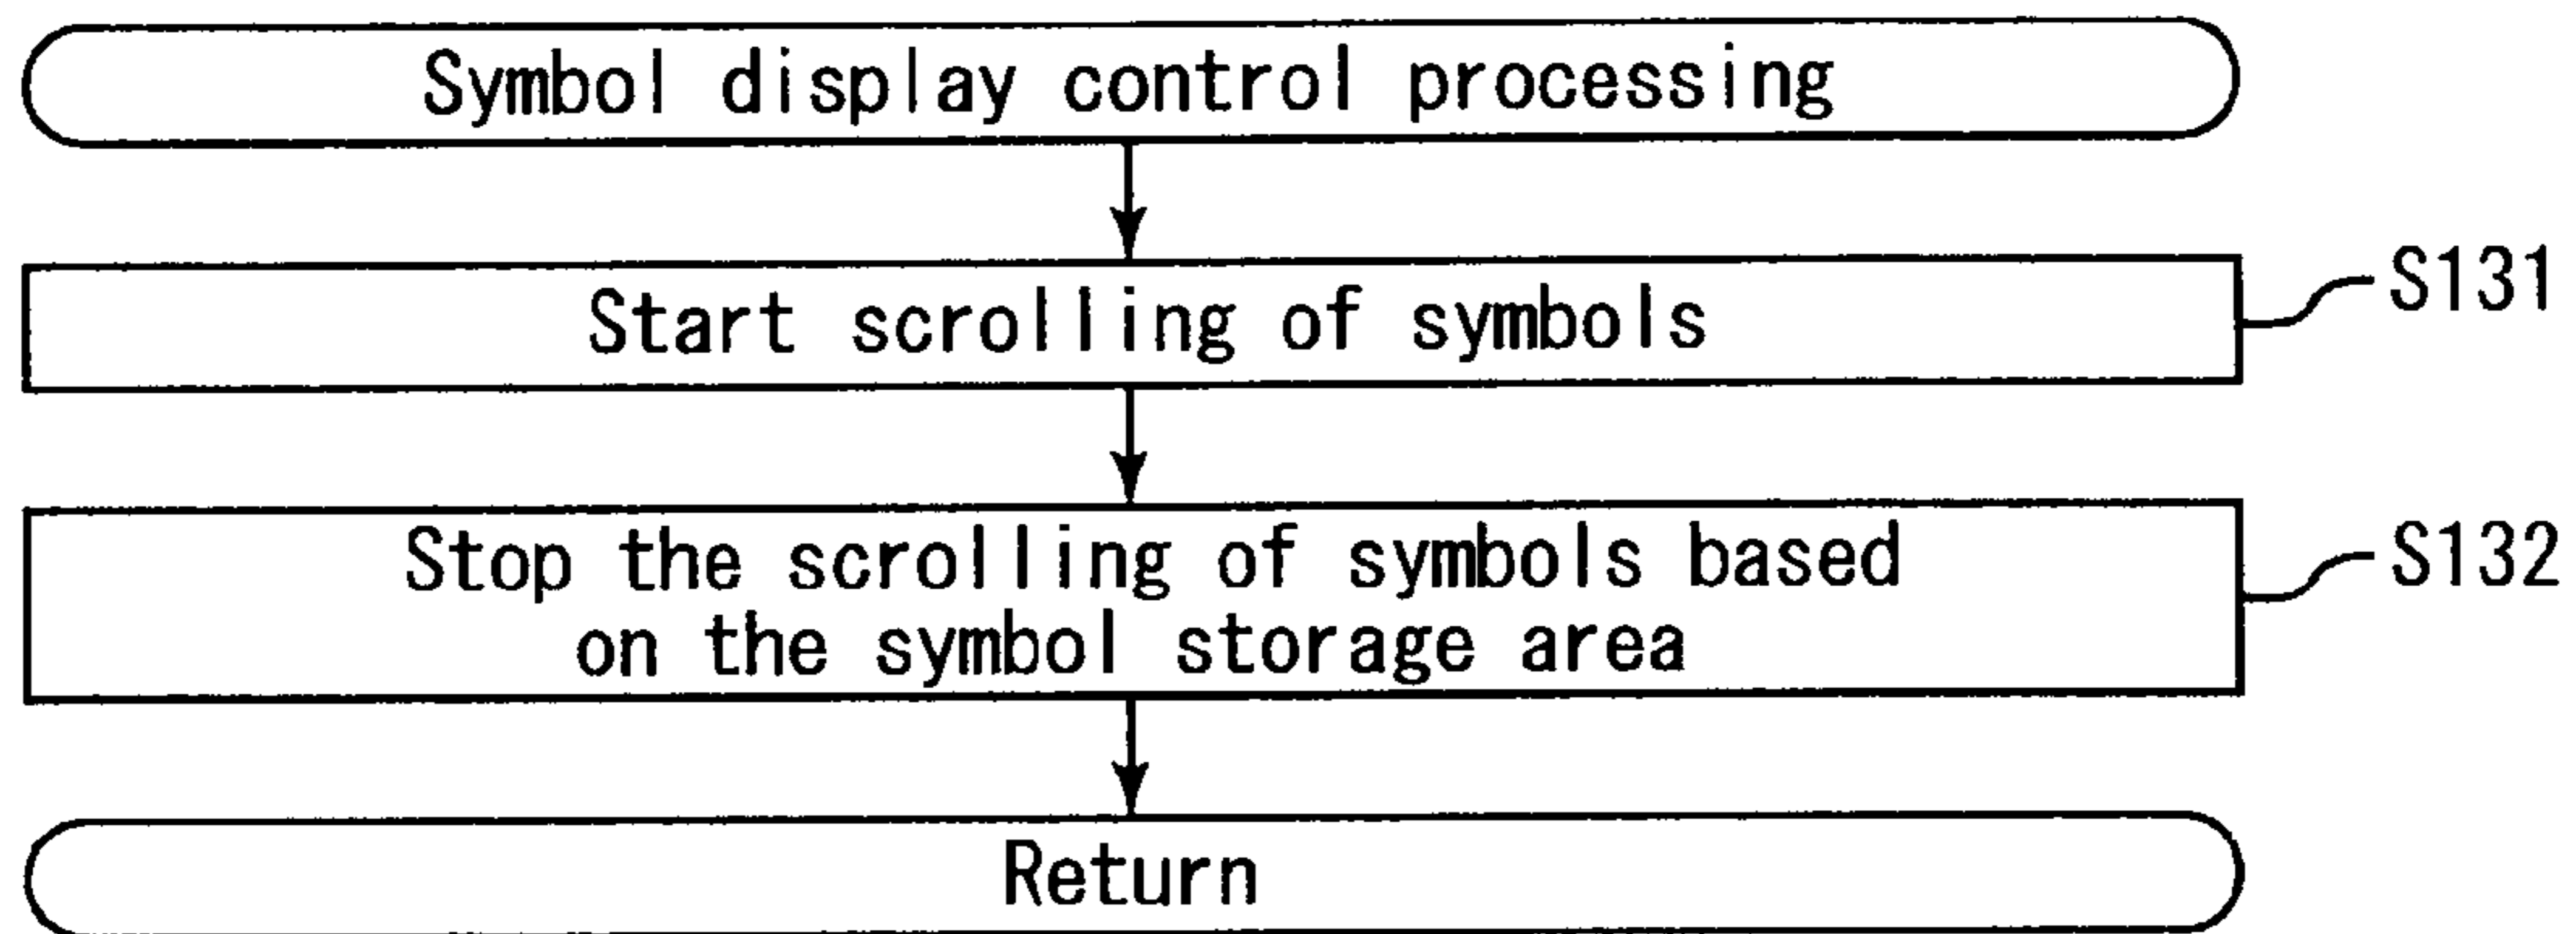 Symbol display control processing
Start scrolling of symbols
S131
Stop the scrolling of symbols based
on the symbol storage area
S132
Return